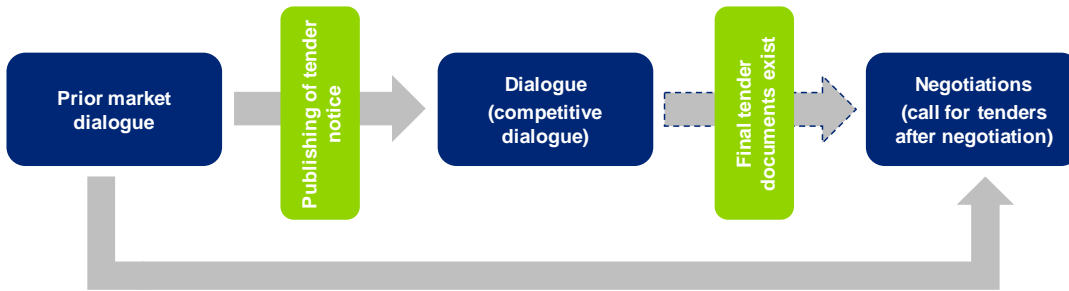 Prior market
dialogue
Publishing of tender
notice
Dialogue
(competitive
dialogue)
Final tender
documents exist
Negotiations
(call for tenders
after negotiation)